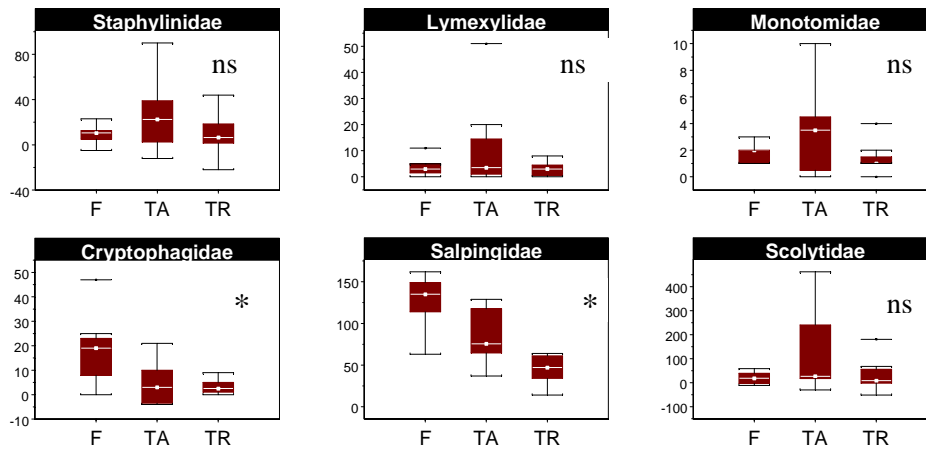 Staphylinidae
ns
80
40
0
-40
F TA TR
Lymexylidae
ns
50
40
30
20
10
0
F TA TR
Monotomidae
ns
10
8
6
4
2
0
F TA TR
Cryptophagidae
*
50
40
30
20
10
0
-10
F TA TR
Salpingidae
*
150
100
50
0
F TA TR
Scolytidae
ns
400
300
200
100
0
-100
F TA TR